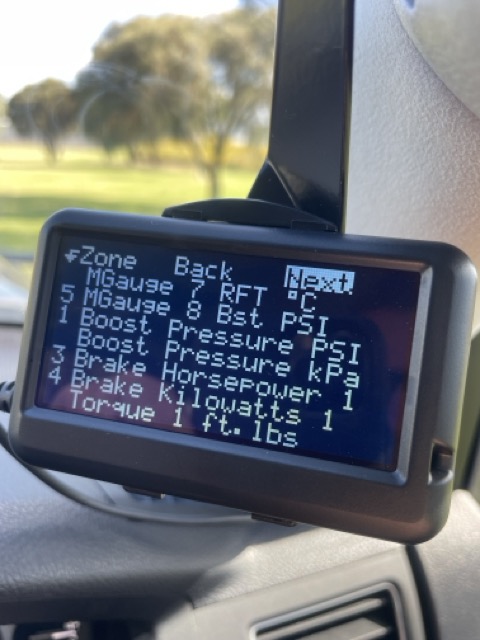 Zone Back Next
MGauge 7 RFT °C
5 MGauge 8 Bst PSI
1 Boost Pressure PSI
Boost Pressure kPa
3 Brake Horsepower 1
4 Brake Kilowatts 1
Torque 1 ft.lbs